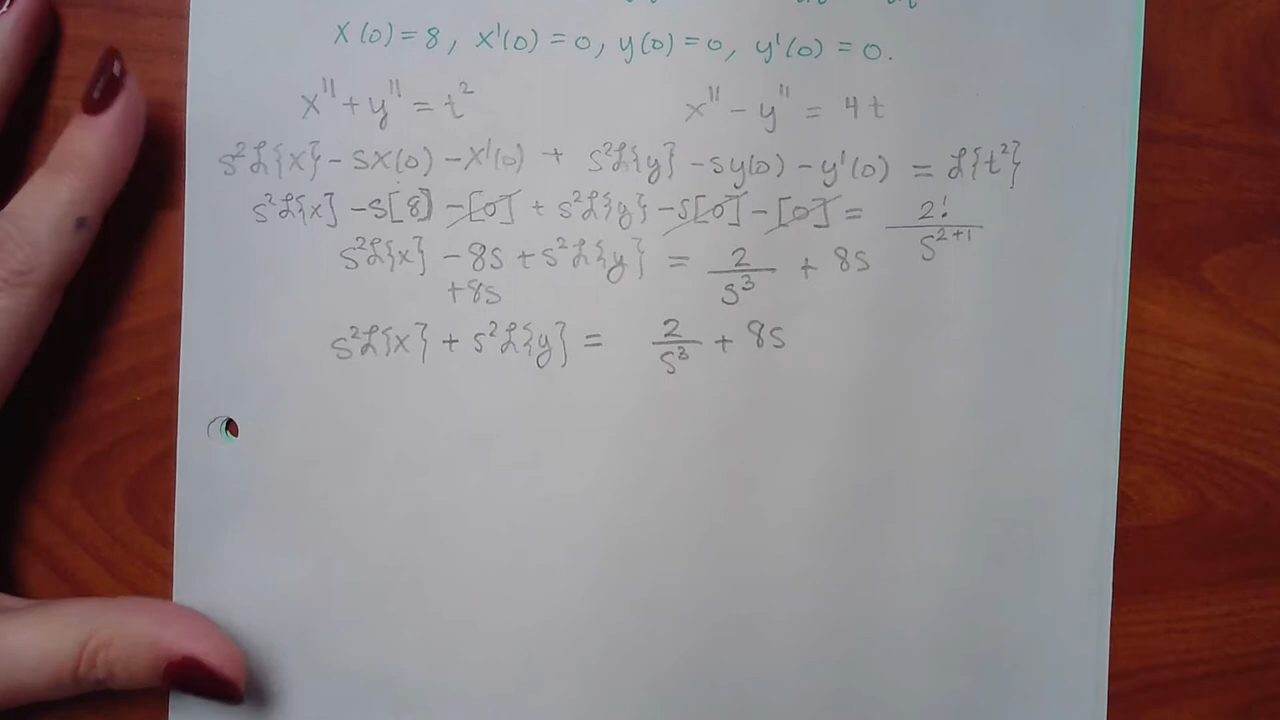 x(0)=8, x'(0)=0, y(0)=0, y'(0)=0.
x''+y''=t² x''-y''=4t
s²ℒ{x}-sx(0)-x'(0) + s²ℒ{y}-sy(0)-y'(0) = ℒ{t²}
s²ℒ{x}-s[8]-[0]+s²ℒ{y}-s[0]-[0]= 2!/s²⁺¹
s²ℒ{x}-8s+s²ℒ{y} = 2/s³ + 8s
+8s
s²ℒ{x}+s²ℒ{y} = 2/s³ + 8s